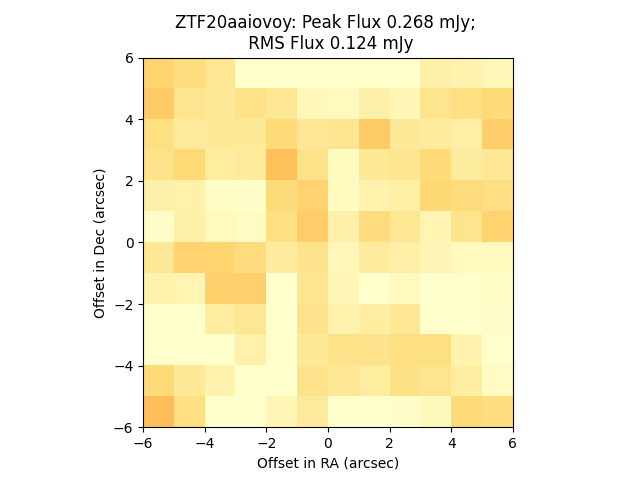 ZTF20aaiovoy: Peak Flux 0.268 mJy;
RMS Flux 0.124 mJy
6
4
2
0
−2
−4
−6
Offset in Dec (arcsec)
−6 −4 −2 0 2 4 6
Offset in RA (arcsec)